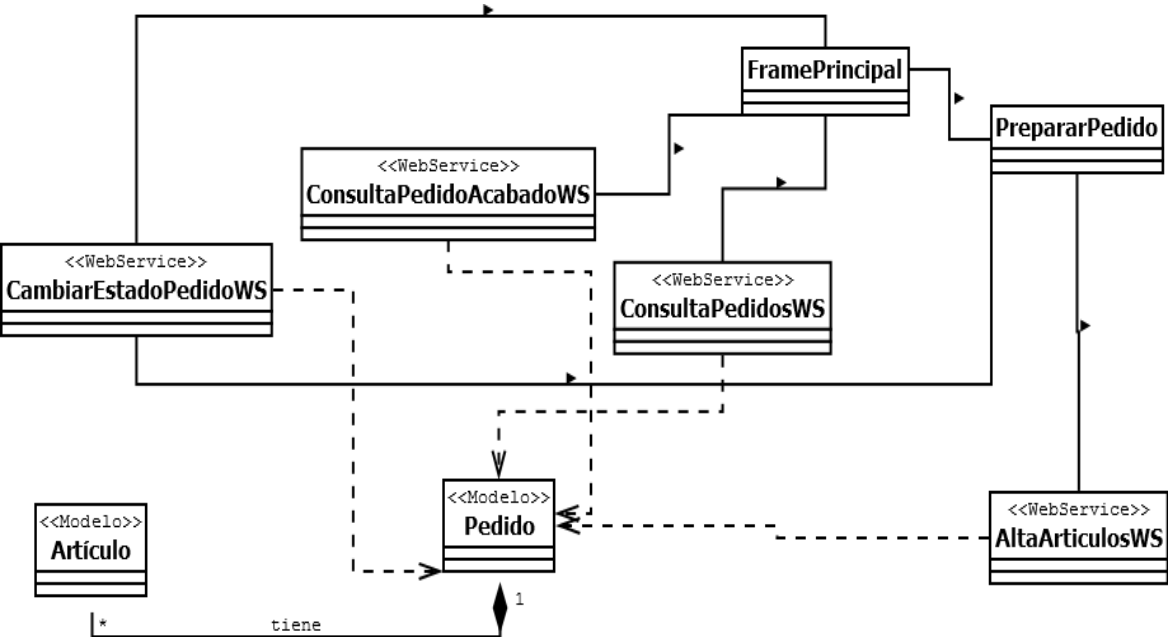 FramePrincipal
PrepararPedido
<<WebService>>
ConsultaPedidoAcabadoWS
<<WebService>>
CambiarEstadoPedidoWS
<<WebService>>
ConsultaPedidosWS
<<Modelo>>
Pedido
<<WebService>>
AltaArticulosWS
<<Modelo>>
Artículo
1
*
tiene